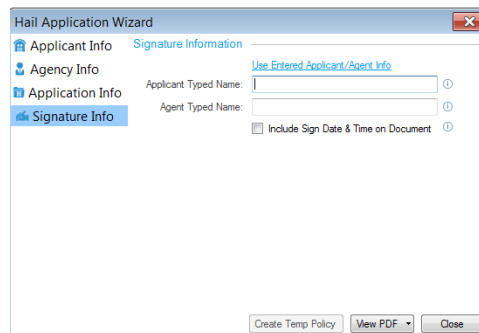 Hail Application Wizard
Applicant Info
Agency Info
Application Info
Signature Info
Signature Information
Use Entered Applicant/Agent Info
Applicant Typed Name:
Agent Typed Name:
Include Sign Date & Time on Document
Create Temp Policy
View PDF
Close